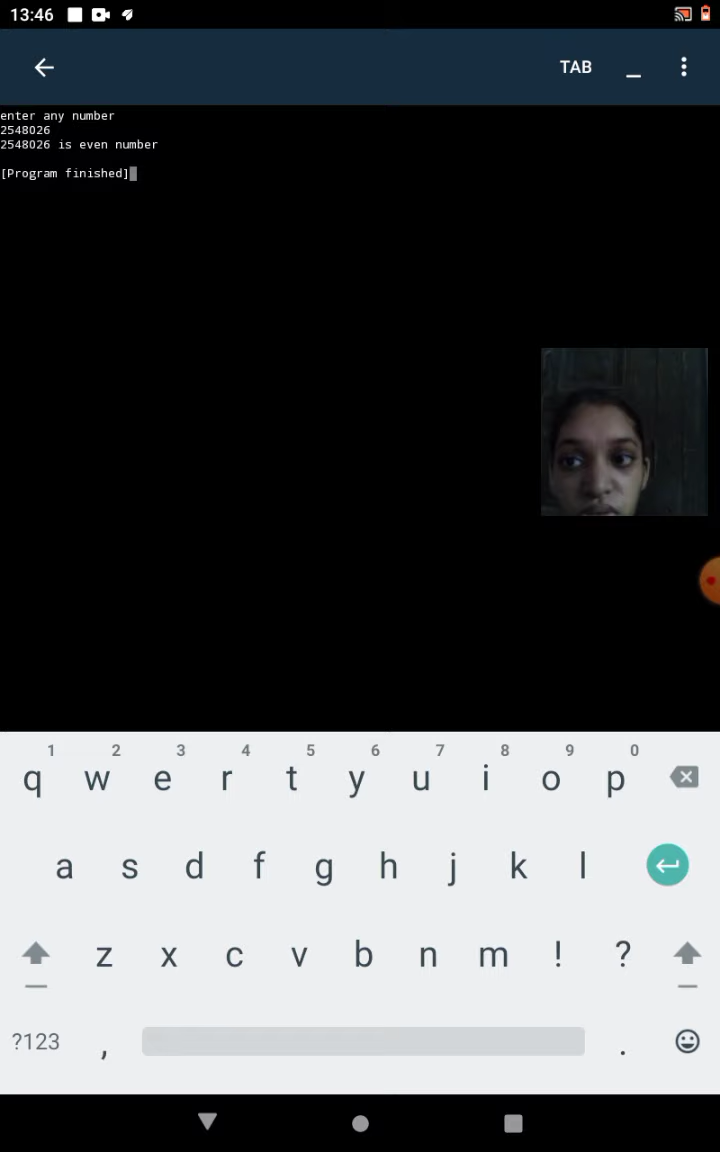 13:46
TAB
enter any number
2548026
2548026 is even number
[Program finished]
1 2 3 4 5 6 7 8 9 0
q w e r t y u i o p
a s d f g h j k l
z x c v b n m ! ?
?123 , .